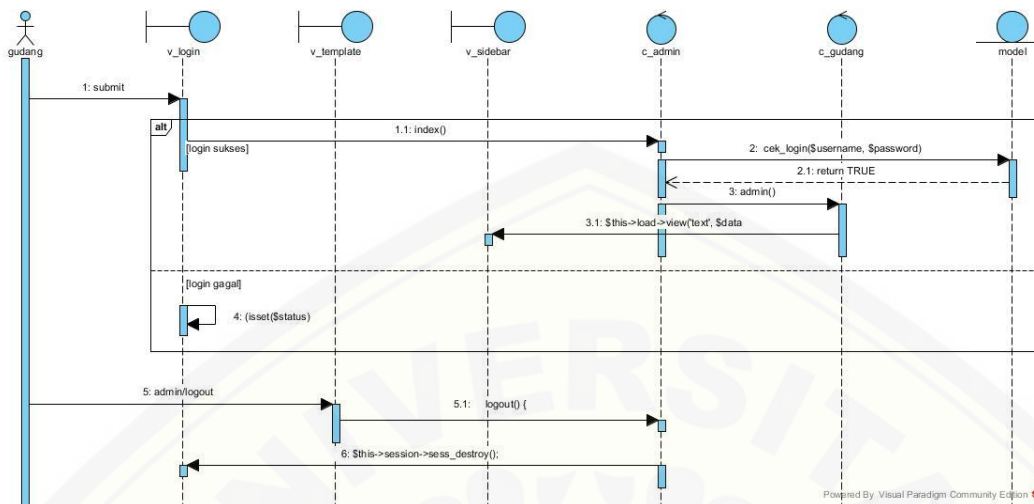 gudang
v_login
v_template
v_sidebar
c_admin
c_gudang
model
1: submit
alt
1.1: index()
[login sukses]
2: cek_login($username, $password)
2.1: return TRUE
3: admin()
3.1: $this->load->view('text', $data
[login gagal]
4: (isset($status)
5: admin/logout
5.1: logout() {
6: $this->session->sess_destroy();
UNIVERSITA
Powered By Visual Paradigm Community Edition